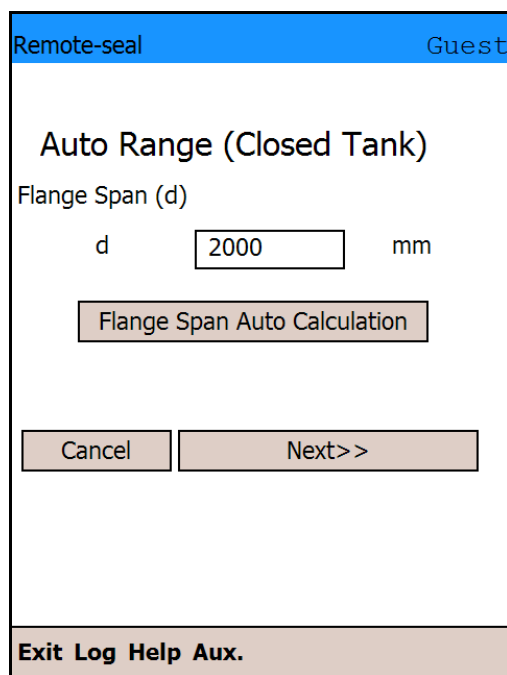 Remote-seal Guest
Auto Range (Closed Tank)
Flange Span (d)
d 2000 mm
Flange Span Auto Calculation
Cancel Next>>
Exit Log Help Aux.